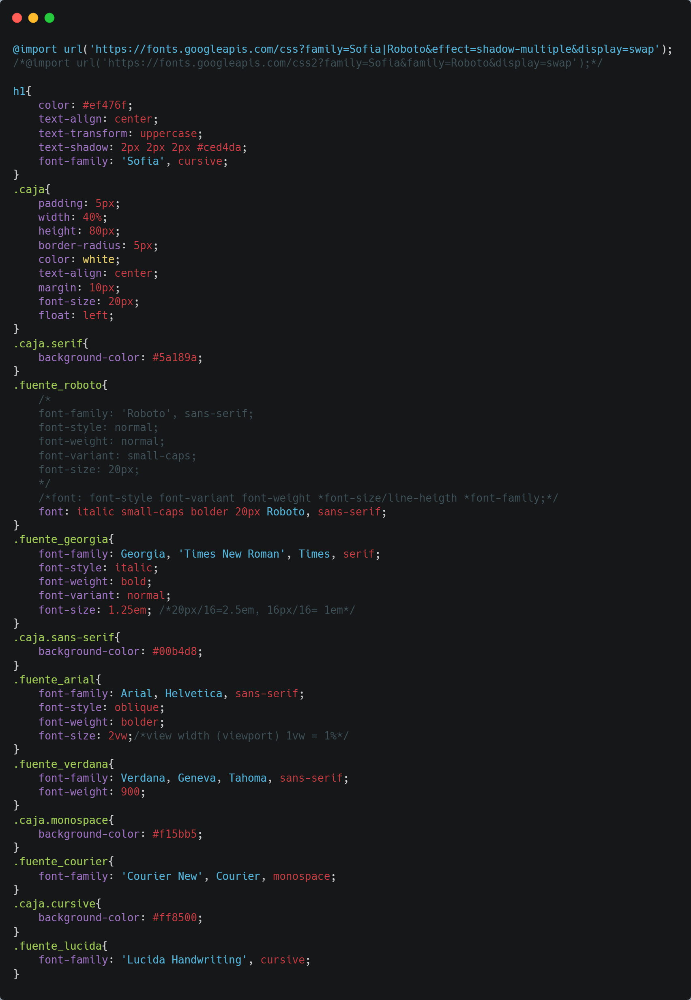 @import url('https://fonts.googleapis.com/css?family=Sofia|Roboto&effect=shadow-multiple&display=swap');
/*@import url('https://fonts.googleapis.com/css2?family=Sofia&family=Roboto&display=swap');*/

h1{
    color: #ef476f;
    text-align: center;
    text-transform: uppercase;
    text-shadow: 2px 2px 2px #ced4da;
    font-family: 'Sofia', cursive;
}
.caja{
    padding: 5px;
    width: 40%;
    height: 80px;
    border-radius: 5px;
    color: white;
    text-align: center;
    margin: 10px;
    font-size: 20px;
    float: left;
}
.caja.serif{
    background-color: #5a189a;
}
.fuente_roboto{
    /*
    font-family: 'Roboto', sans-serif;
    font-style: normal;
    font-weight: normal;
    font-variant: small-caps;
    font-size: 20px;
    */
    /*font: font-style font-variant font-weight *font-size/line-heigth *font-family;*/
    font: italic small-caps bolder 20px Roboto, sans-serif;
}
.fuente_georgia{
    font-family: Georgia, 'Times New Roman', Times, serif;
    font-style: italic;
    font-weight: bold;
    font-variant: normal;
    font-size: 1.25em; /*20px/16=2.5em, 16px/16= 1em*/
}
.caja.sans-serif{
    background-color: #00b4d8;
}
.fuente_arial{
    font-family: Arial, Helvetica, sans-serif;
    font-style: oblique;
    font-weight: bolder;
    font-size: 2vw;/*view width (viewport) 1vw = 1%*/
}
.fuente_verdana{
    font-family: Verdana, Geneva, Tahoma, sans-serif;
    font-weight: 900;
}
.caja.monospace{
    background-color: #f15bb5;
}
.fuente_courier{
    font-family: 'Courier New', Courier, monospace;
}
.caja.cursive{
    background-color: #ff8500;
}
.fuente_lucida{
    font-family: 'Lucida Handwriting', cursive;
}